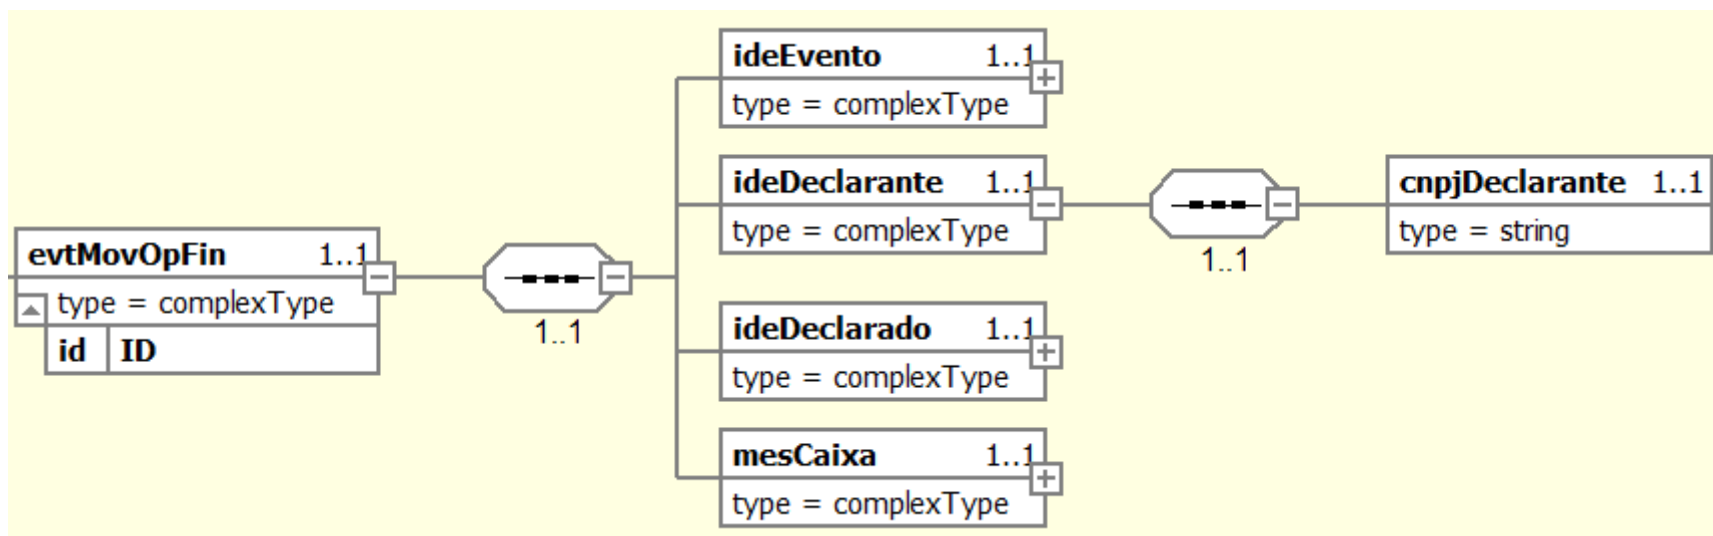 evtMovOpFin 1..1
type = complexType
id ID
1..1
ideEvento 1..1
type = complexType
ideDeclarante 1..1
type = complexType
1..1
cnpjDeclarante 1..1
type = string
ideDeclarado 1..1
type = complexType
mesCaixa 1..1
type = complexType